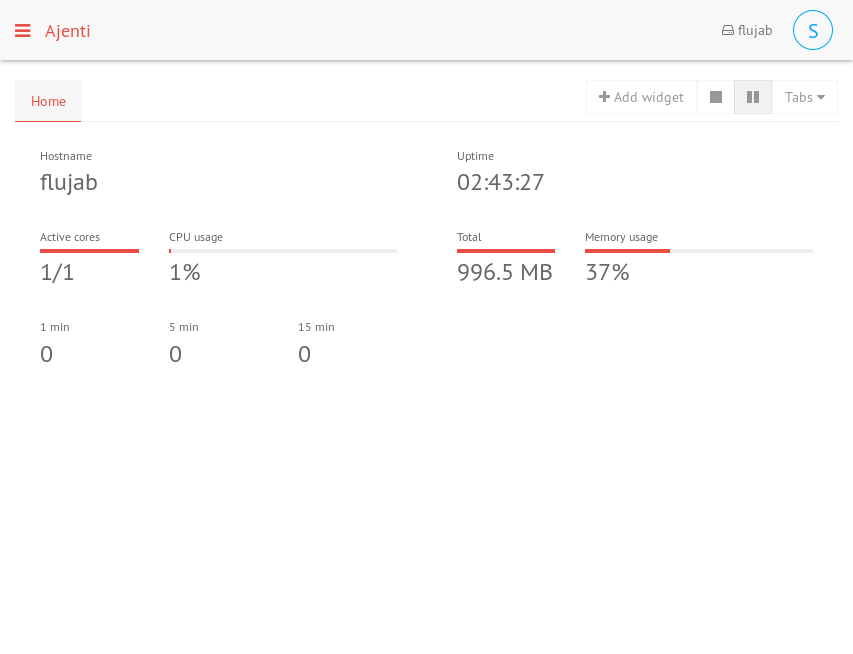 Ajenti
flujab
S
Home
Add widget
Tabs
Hostname
flujab
Uptime
02:43:27
Active cores
1/1
CPU usage
1%
Total
996.5 MB
Memory usage
37%
1 min
0
5 min
0
15 min
0